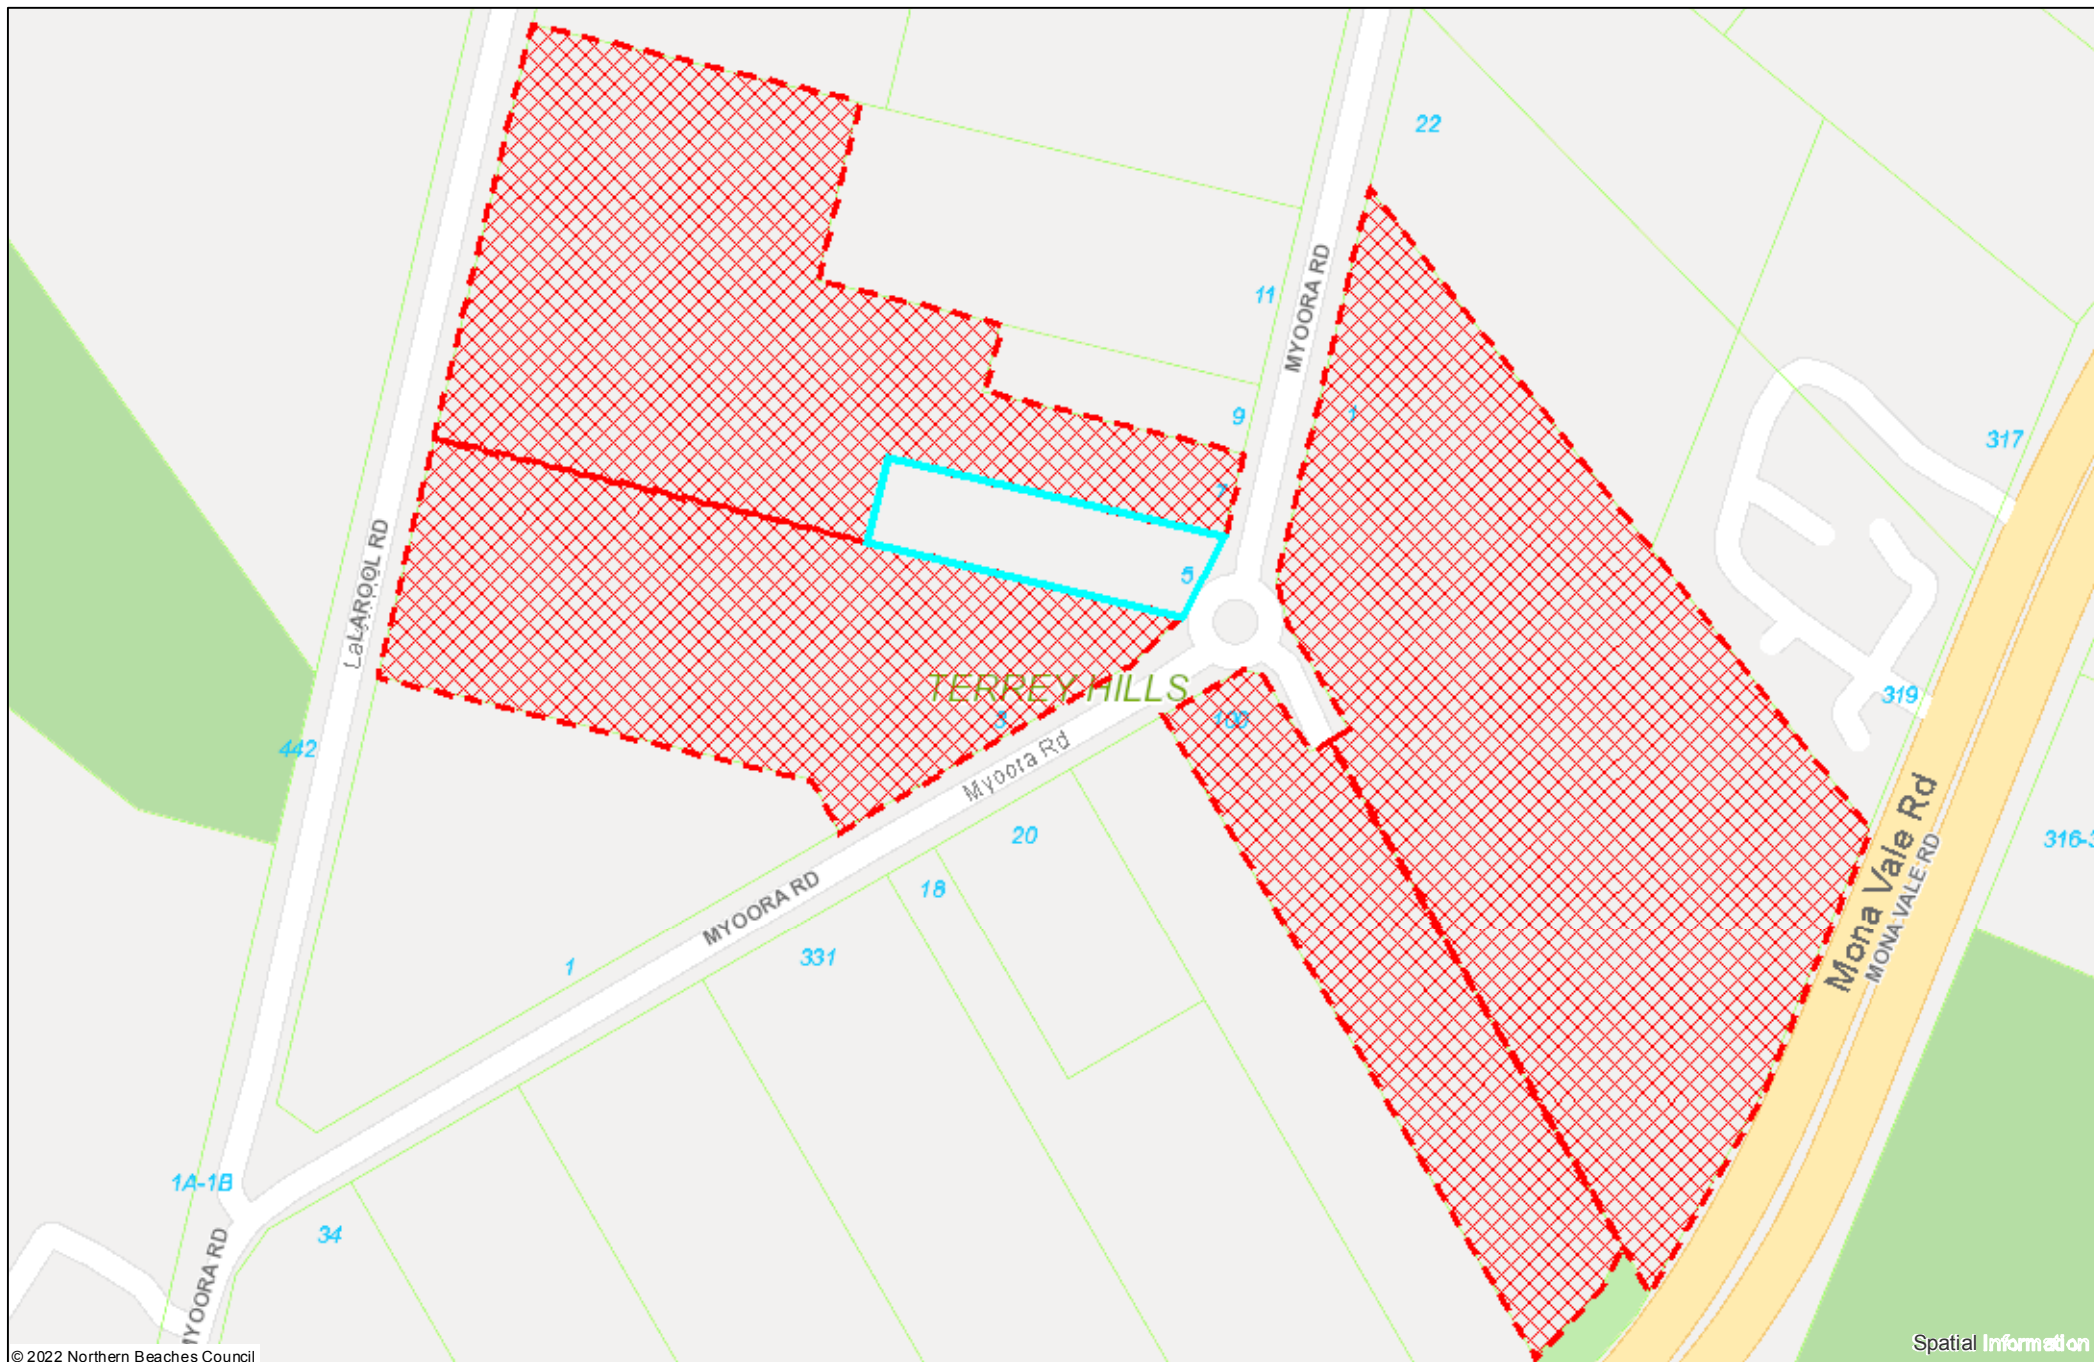 22
11
MYOORA RD
1
9
317
7
LaLAROOL RD
5
TERREY HILLS
319
3
100
442
Myoora Rd
Mona Vale Rd
MONA VALE RD
20
316-3
18
MYOORA RD
331
1
1A-1B
34
MYOORA RD
Spatial Information
© 2022 Northern Beaches Council